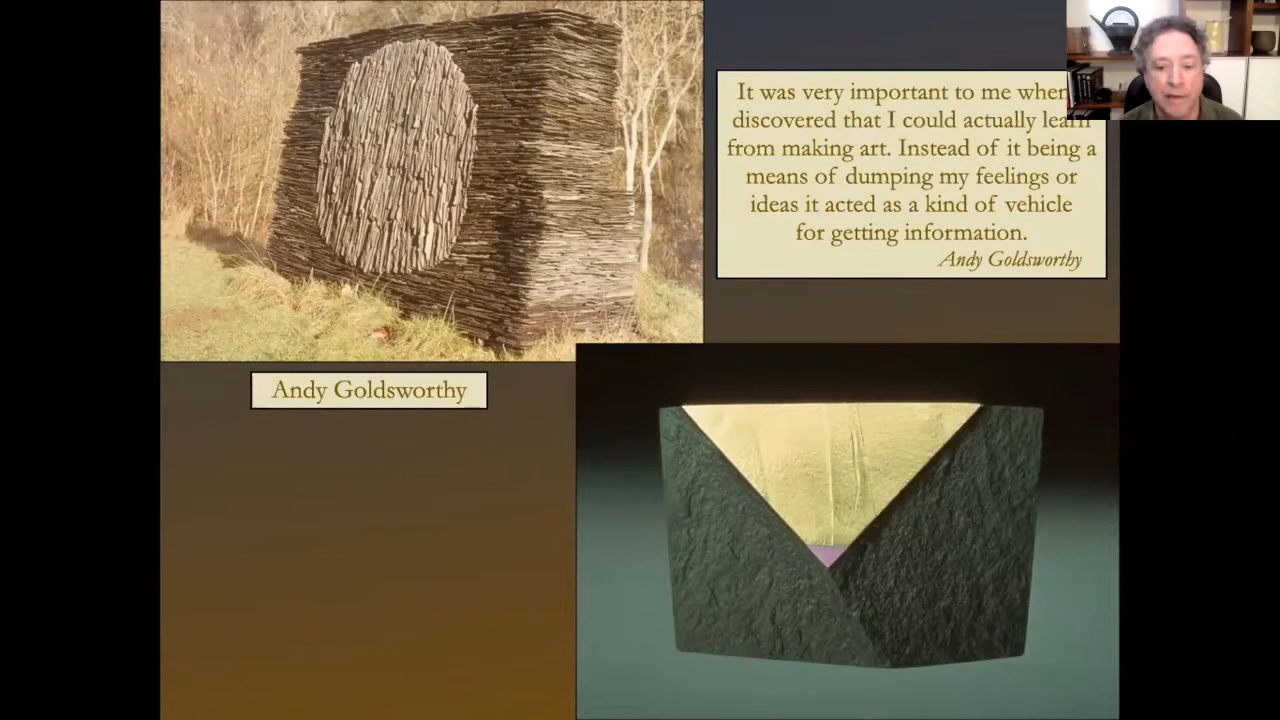 It was very important to me when
discovered that I could actually learn
from making art. Instead of it being a
means of dumping my feelings or
ideas it acted as a kind of vehicle
for getting information.
Andy Goldsworthy
Andy Goldsworthy